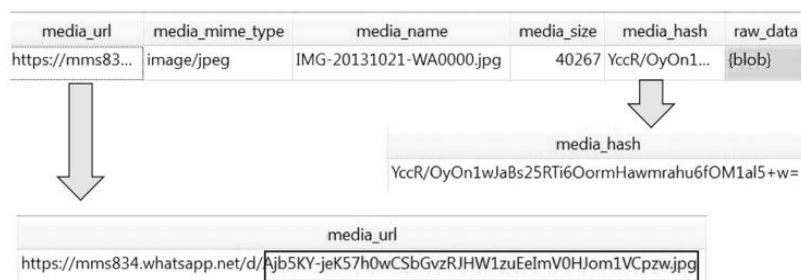 media_url media_mime_type media_name media_size media_hash raw_data
https://mms83... image/jpeg IMG-20131021-WA0000.jpg 40267 YccR/OyOn1... {blob}
media_hash
YccR/OyOn1wJaBs25RTi6OormHawmrahu6fOM1al5+w=
media_url
https://mms834.whatsapp.net/d/Ajb5KY-jeK57h0wCSbGvzRJHW1zuEeImV0HJom1VCpzw.jpg